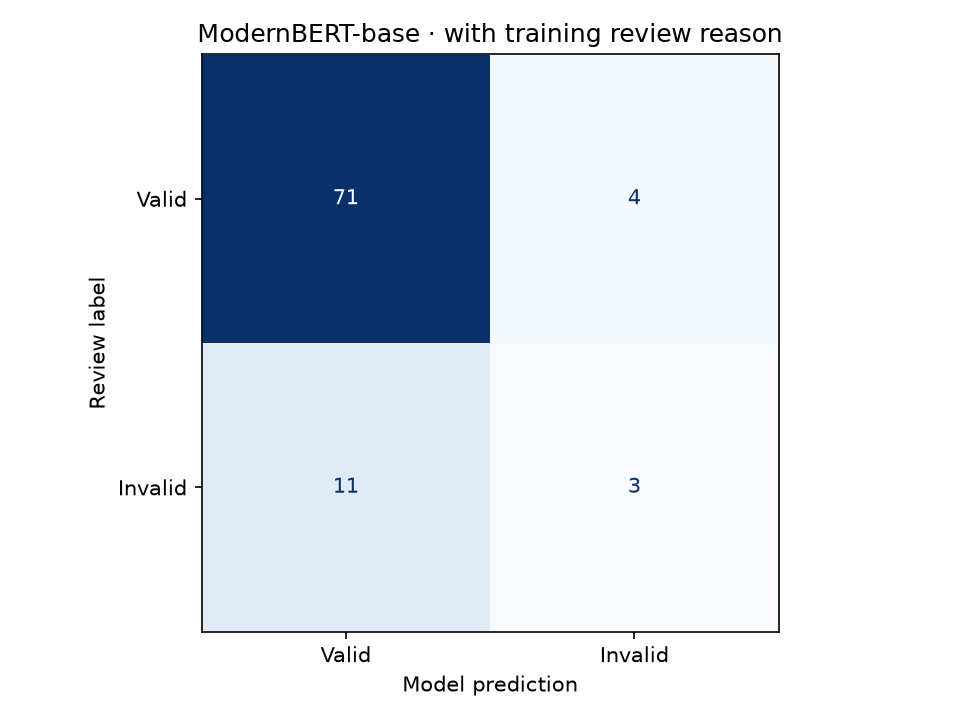 ModernBERT-base · with training review reason
Valid
71
4
Review label
Invalid
11
3
Valid
Invalid
Model prediction